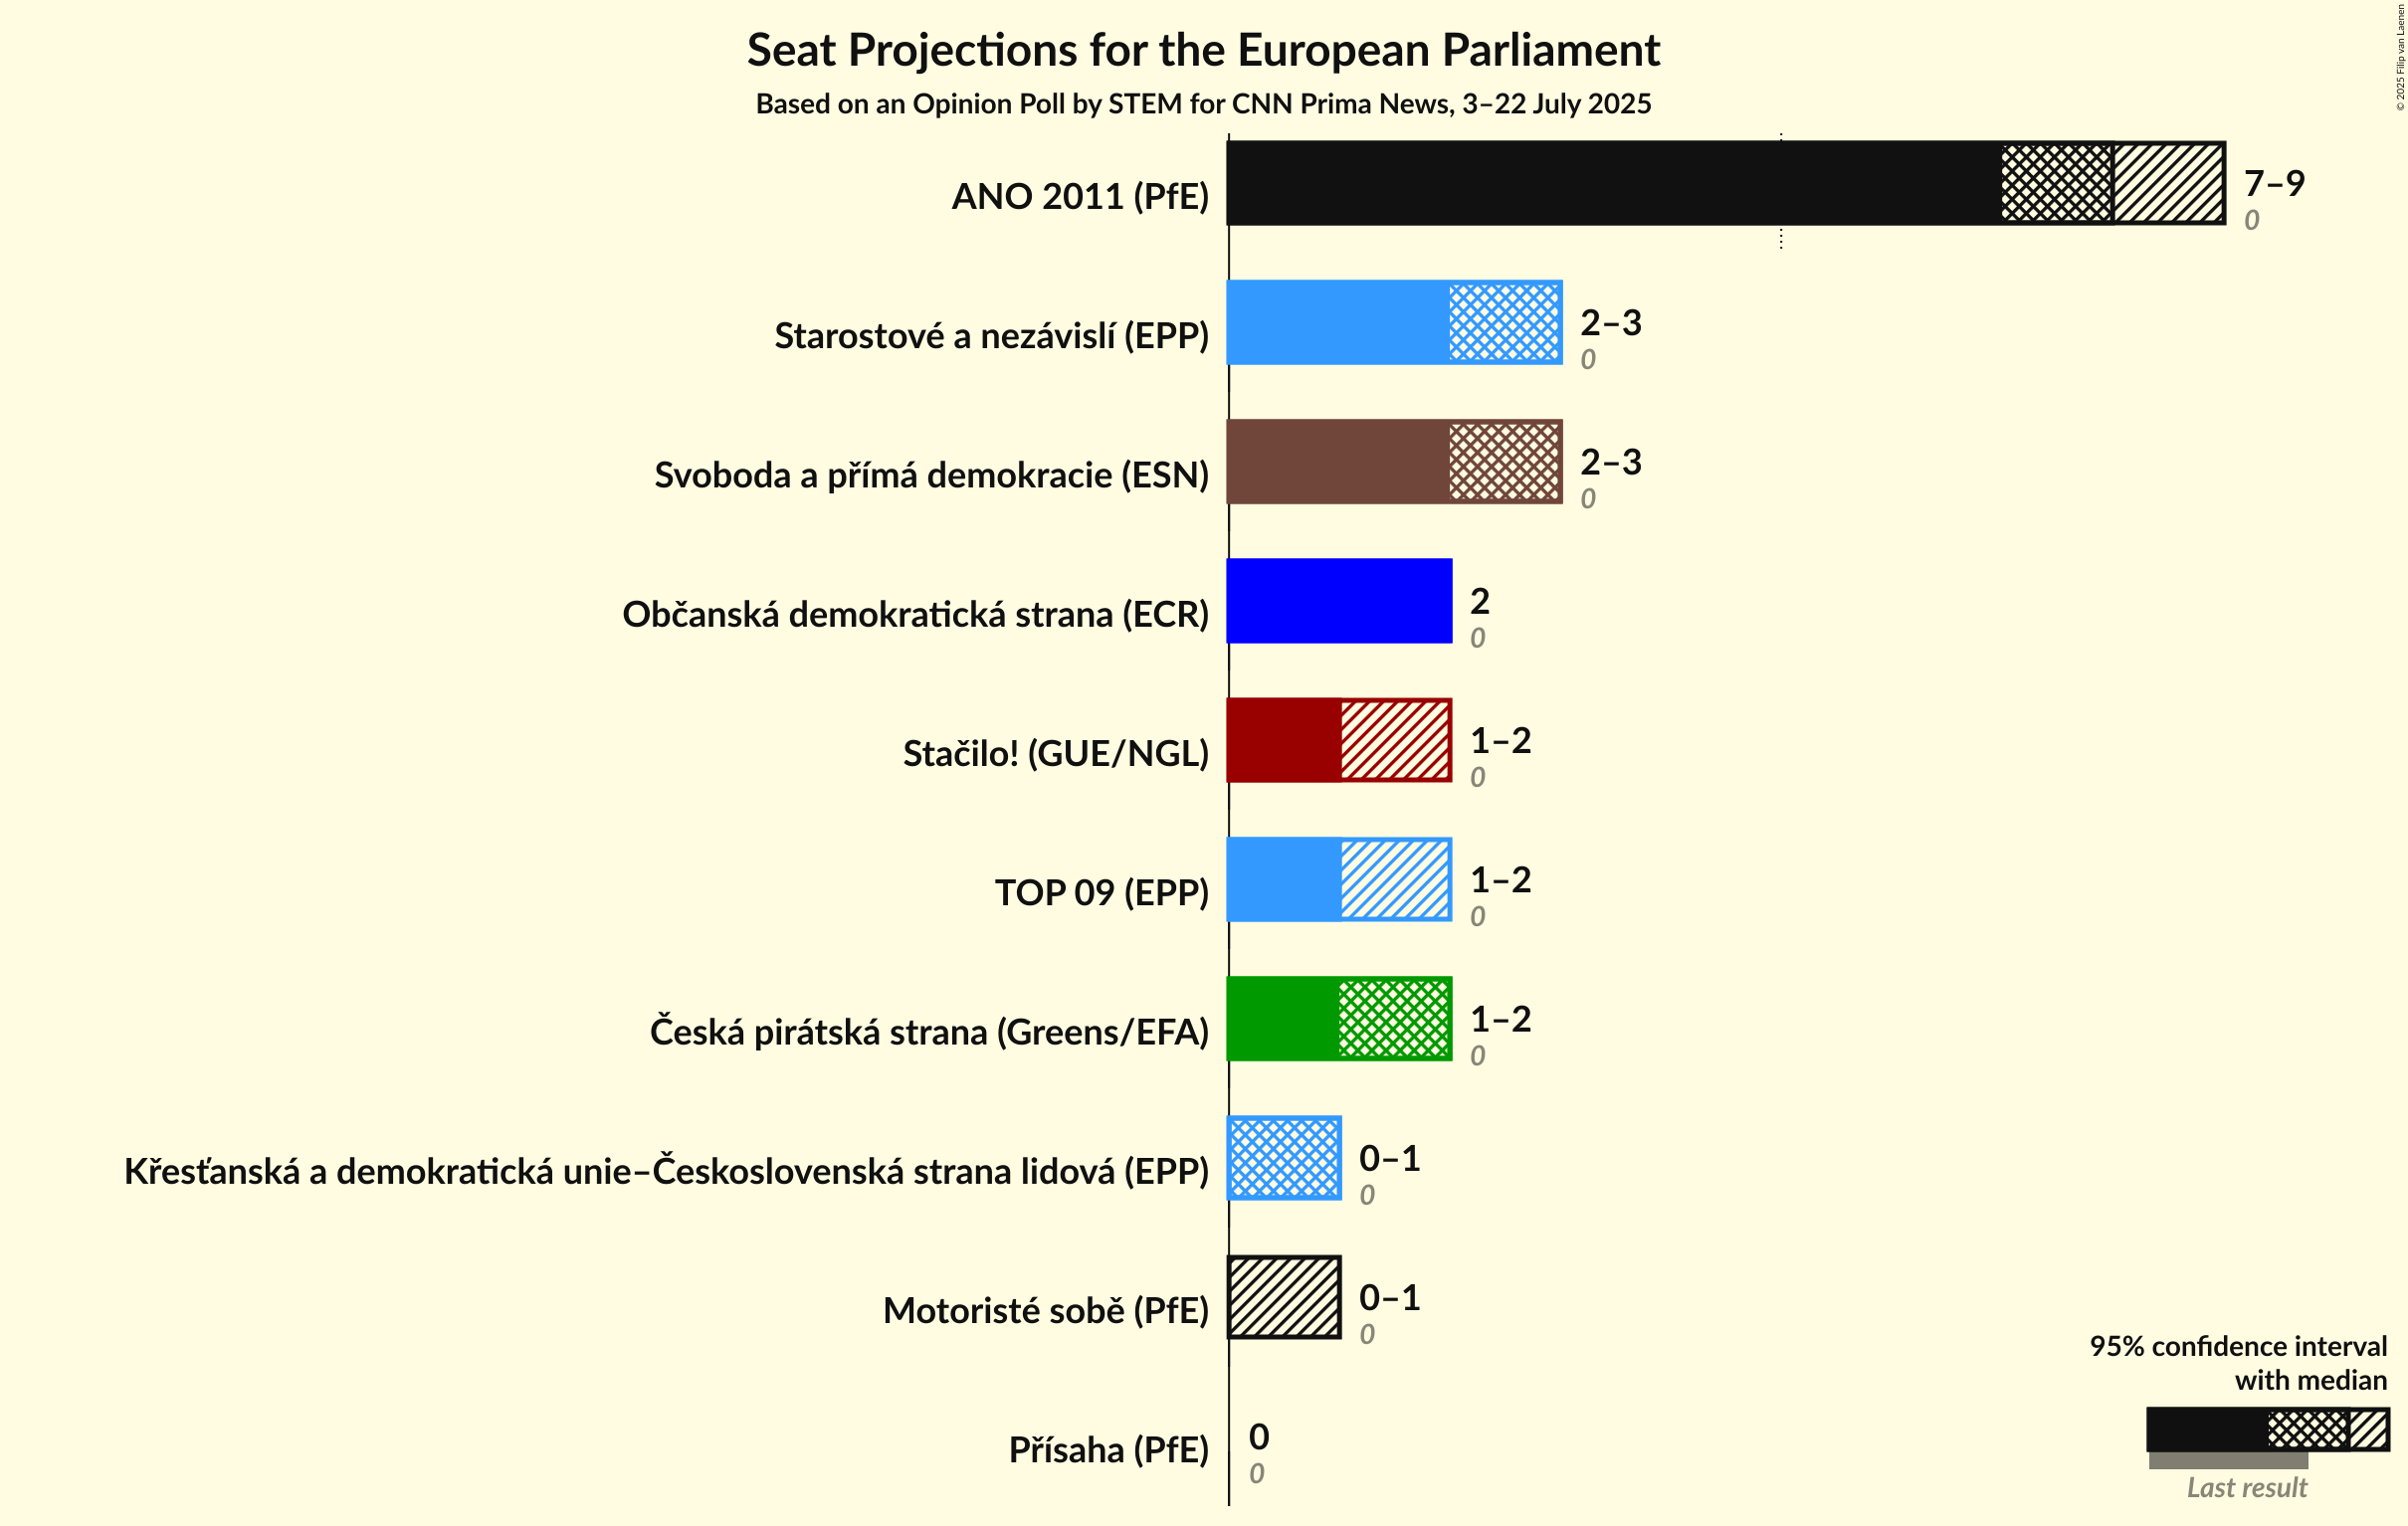 Seat Projections for the European Parliament
Based on an Opinion Poll by STEM for CNN Prima News, 3–22 July 2025
© 2025 Filip van Laenen
ANO 2011 (PfE)
7–9
0
Starostové a nezávislí (EPP)
2–3
0
Svoboda a přímá demokracie (ESN)
2–3
0
Občanská demokratická strana (ECR)
2
0
Stačilo! (GUE/NGL)
1–2
0
TOP 09 (EPP)
1–2
0
Česká pirátská strana (Greens/EFA)
1–2
0
Křesťanská a demokratická unie–Československá strana lidová (EPP)
0–1
0
Motoristé sobě (PfE)
0–1
0
Přísaha (PfE)
0
0
95% confidence interval
with median
Last result